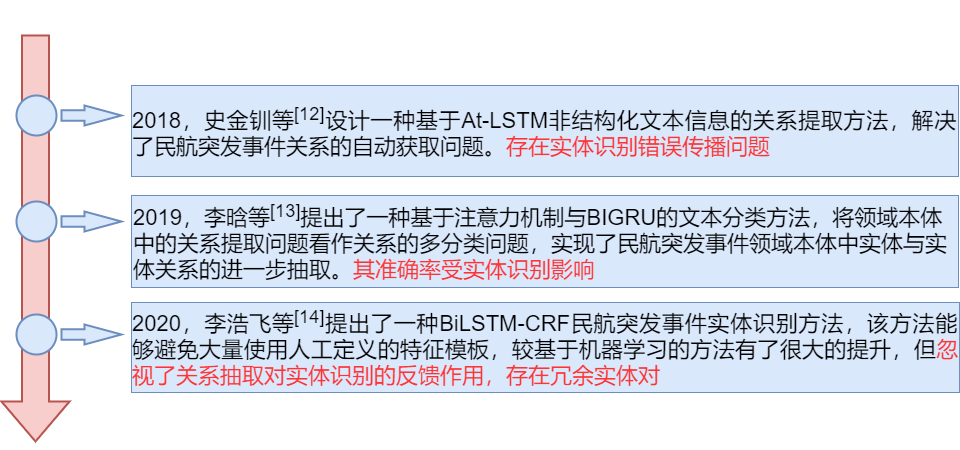 2018，史金钏等[12]设计一种基于At-LSTM非结构化文本信息的关系提取方法，解决
了民航突发事件关系的自动获取问题。存在实体识别错误传播问题
2019，李晗等[13]提出了一种基于注意力机制与BIGRU的文本分类方法，将领域本体
中的关系提取问题看作关系的多分类问题，实现了民航突发事件领域本体中实体与实
体关系的进一步抽取。其准确率受实体识别影响
2020，李浩飞等[14]提出了一种BiLSTM-CRF民航突发事件实体识别方法，该方法能
够避免大量使用人工定义的特征模板，较基于机器学习的方法有了很大的提升，但忽
视了关系抽取对实体识别的反馈作用，存在冗余实体对